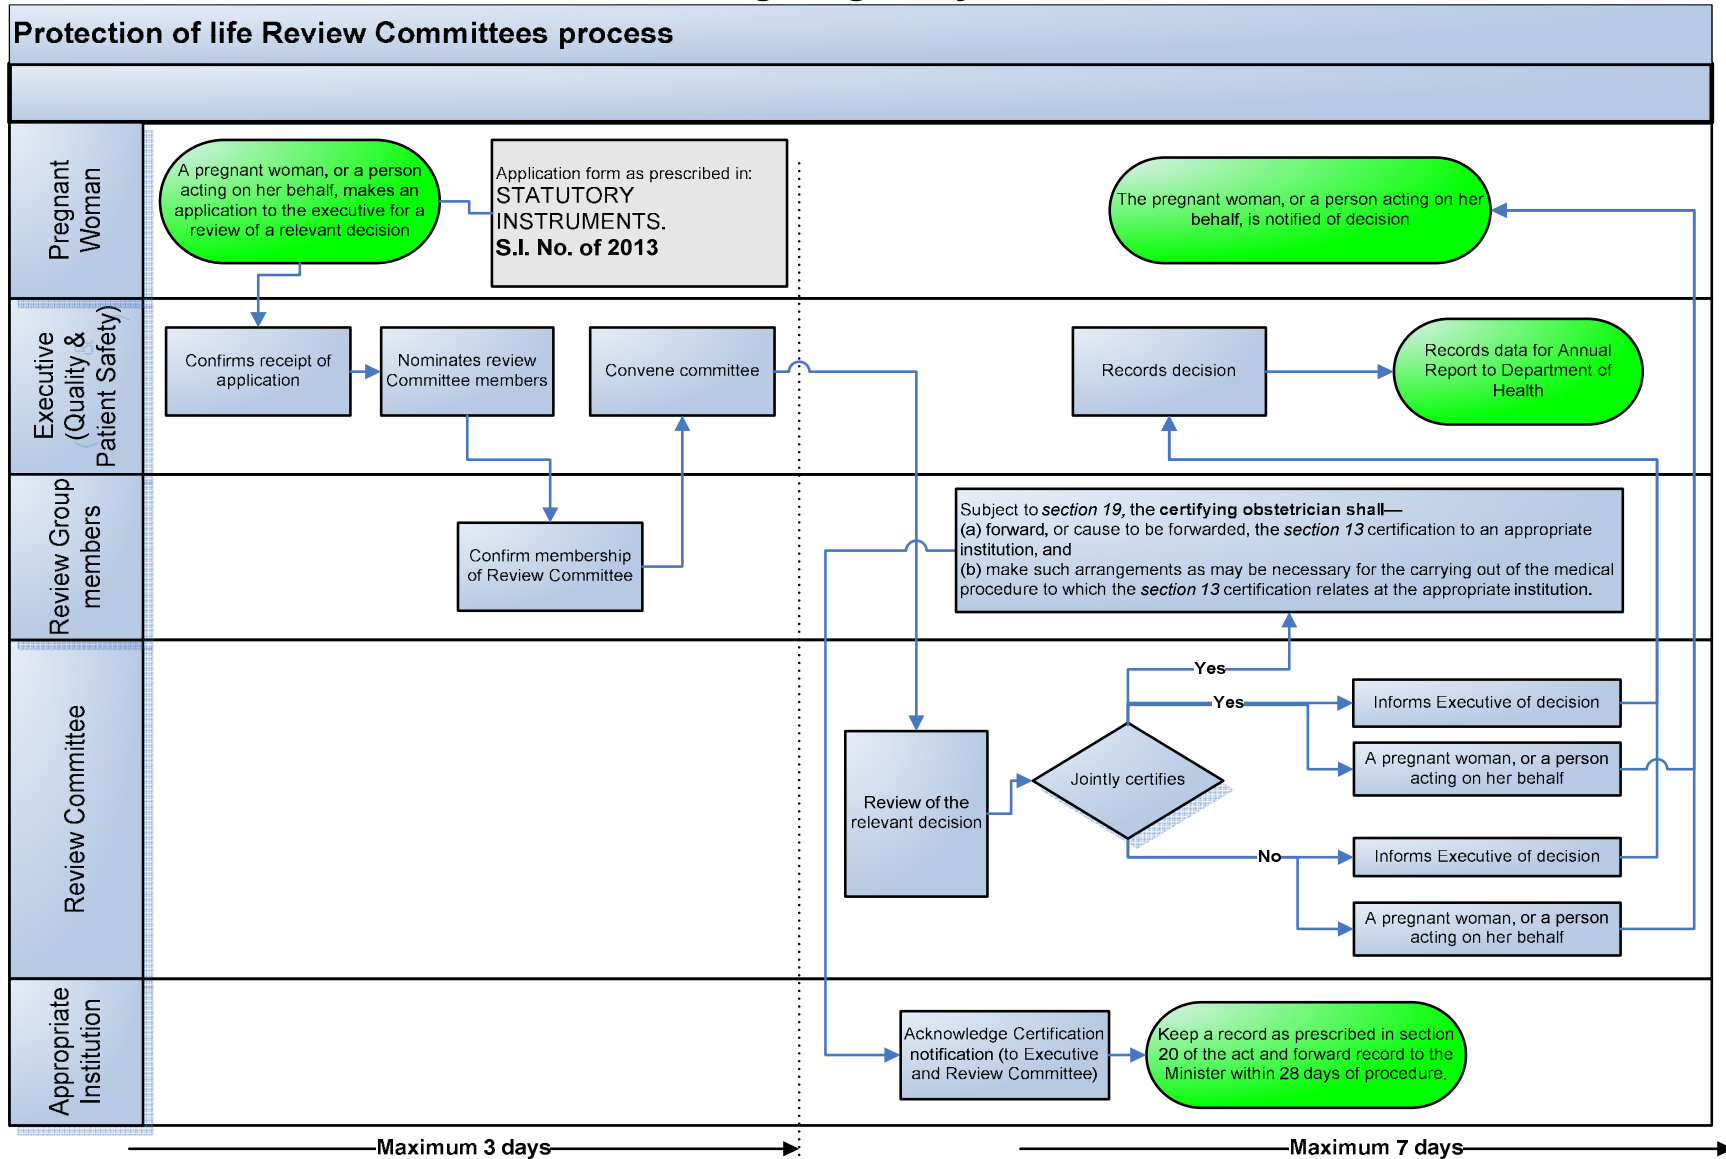 Protection of life Review Committees process
Pregnant
Woman
A pregnant woman, or a person
acting on her behalf, makes an
application to the executive for a
review of a relevant decision
Application form as prescribed in:
STATUTORY
INSTRUMENTS.
S.I. No. of 2013
The pregnant woman, or a person acting on her
behalf, is notified of decision
Executive
(Quality &
Patient Safety)
Confirms receipt of
application
Nominates review
Committee members
Convene committee
Records decision
Records data for Annual
Report to Department of
Health
Review Group
members
Confirm membership
of Review Committee
Subject to section 19, the certifying obstetrician shall—
(a) forward, or cause to be forwarded, the section 13 certification to an appropriate
institution, and
(b) make such arrangements as may be necessary for the carrying out of the medical
procedure to which the section 13 certification relates at the appropriate institution.
Review Committee
Review of the
relevant decision
Jointly certifies
Yes
Yes
No
Informs Executive of decision
A pregnant woman, or a person
acting on her behalf
Informs Executive of decision
A pregnant woman, or a person
acting on her behalf
Appropriate
Institution
Acknowledge Certification
notification (to Executive
and Review Committee)
Keep a record as prescribed in section
20 of the act and forward record to the
Minister within 28 days of procedure.
Maximum 3 days
Maximum 7 days